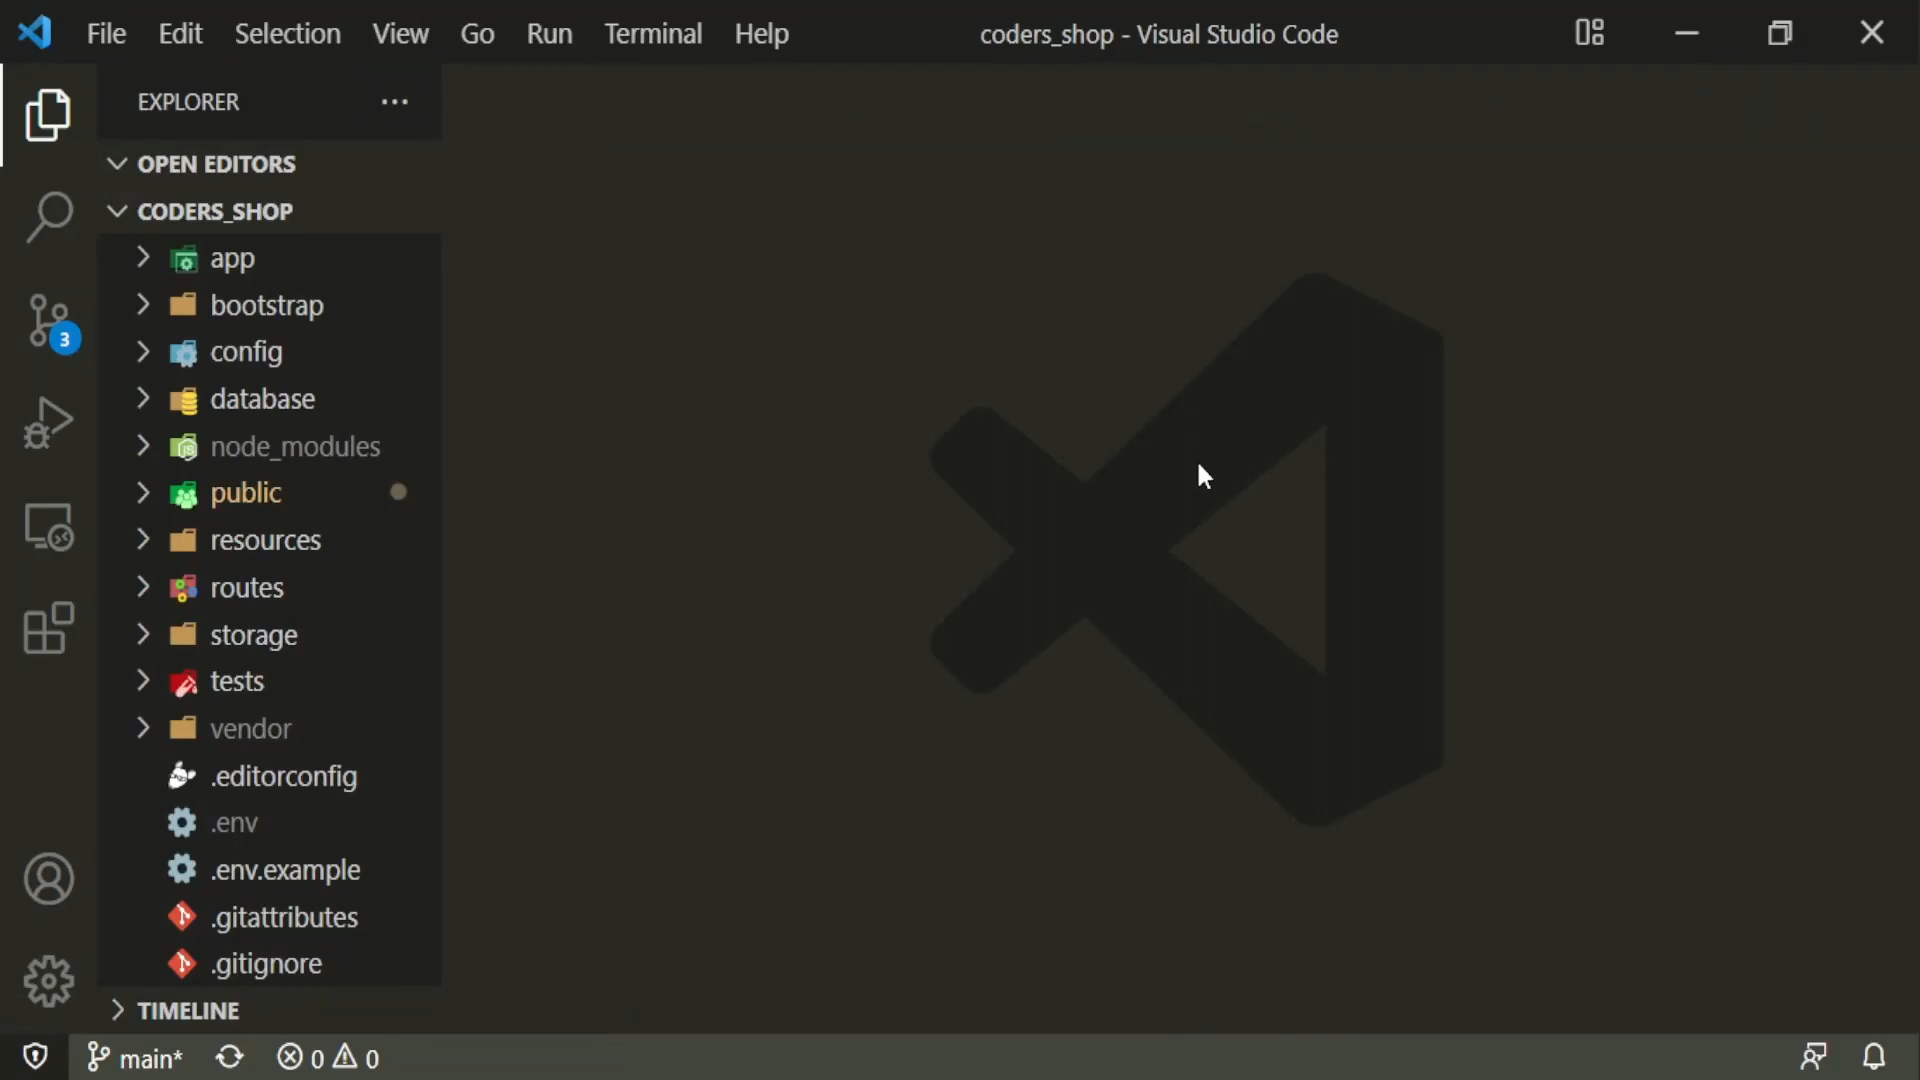 File Edit Selection View Go Run Terminal Help coders_shop - Visual Studio Code
EXPLORER
OPEN EDITORS
CODERS_SHOP
app
bootstrap
config
database
node_modules
public
resources
routes
storage
tests
vendor
.editorconfig
.env
.env.example
.gitattributes
.gitignore
TIMELINE
3
main* 0 0